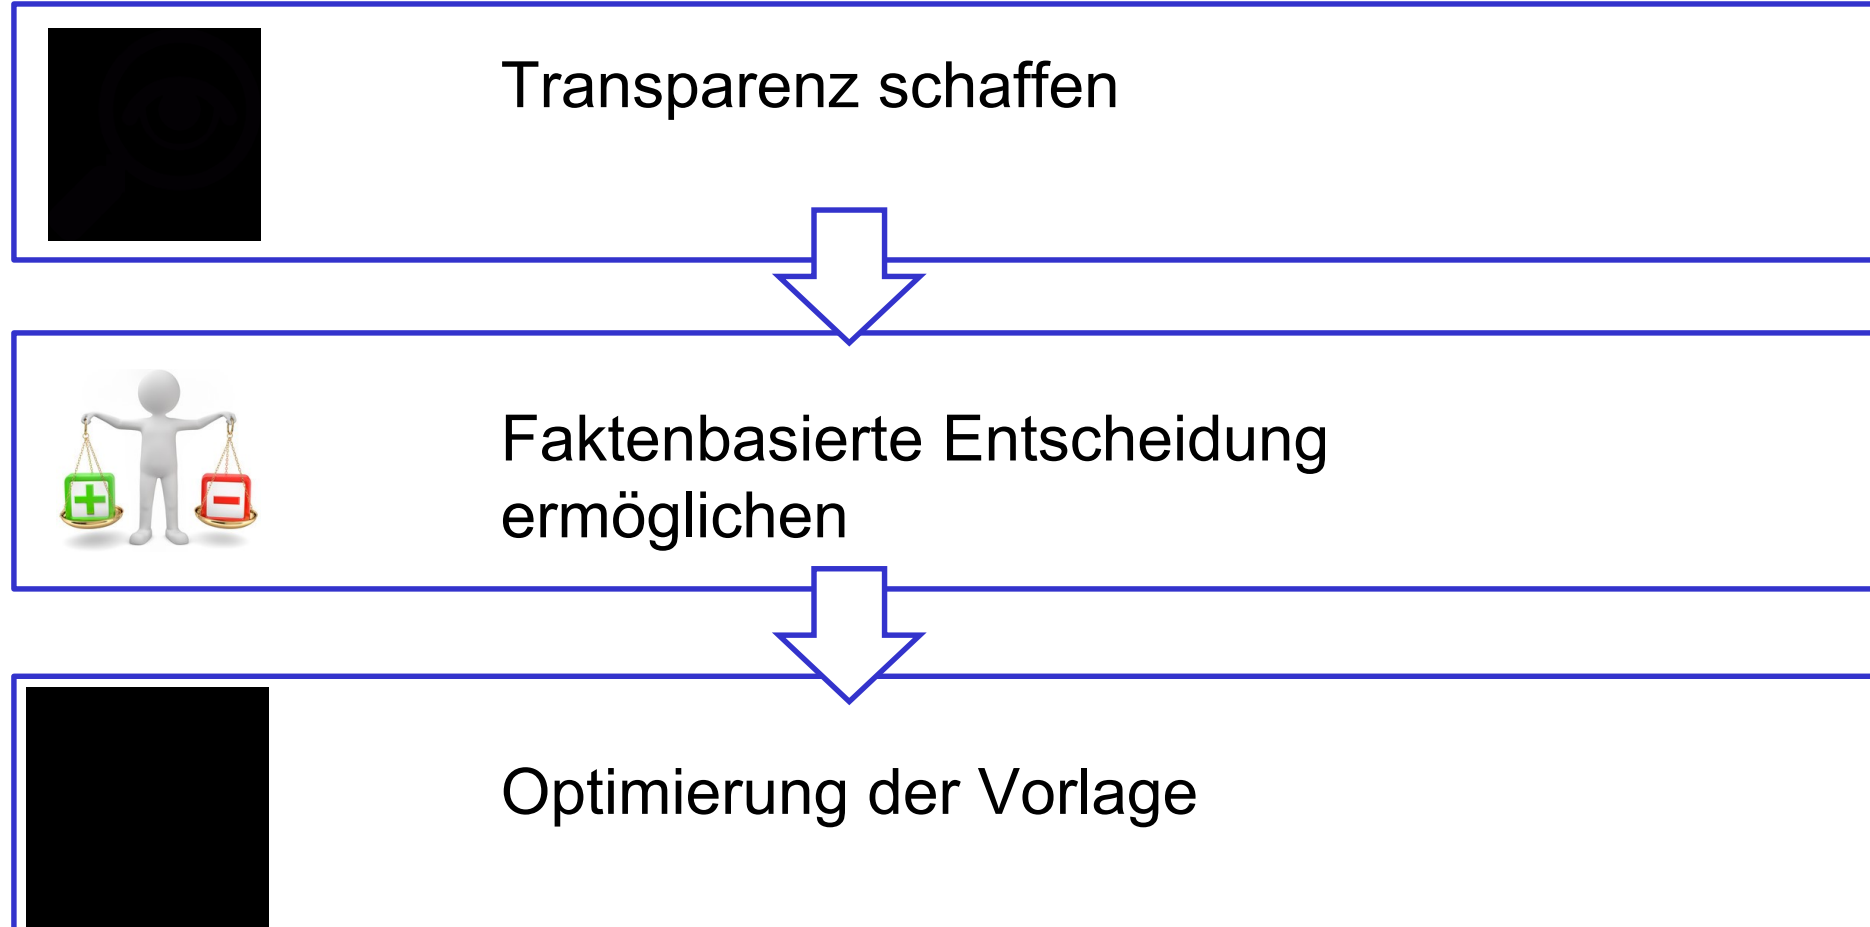 Transparenz schaffen
Faktenbasierte Entscheidung
ermöglichen
Optimierung der Vorlage